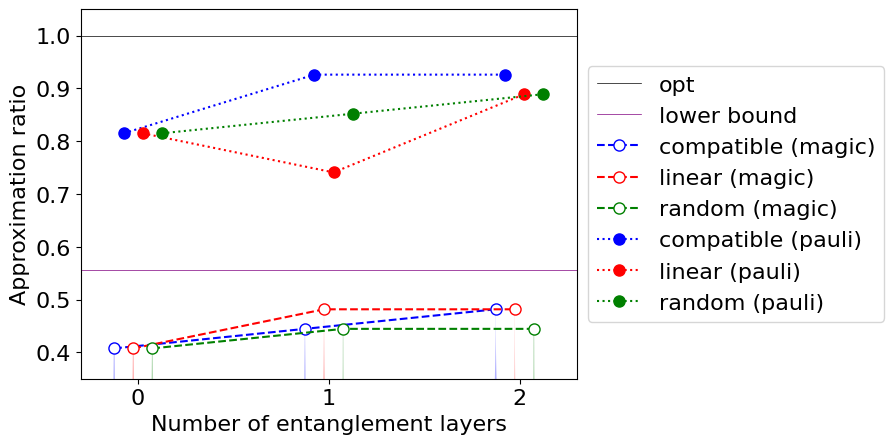 Approximation ratio
1.0
0.9
0.8
0.7
0.6
0.5
0.4
0
1
2
Number of entanglement layers
opt
lower bound
compatible (magic)
linear (magic)
random (magic)
compatible (pauli)
linear (pauli)
random (pauli)